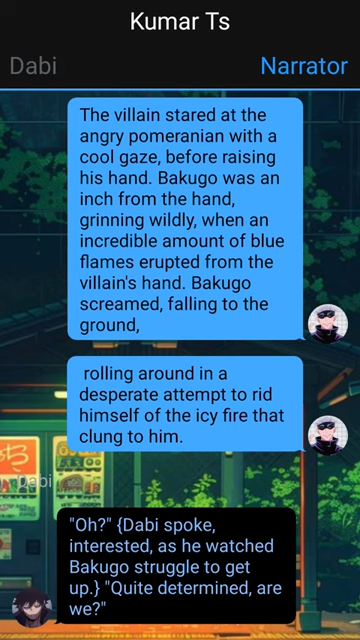 Kumar Ts
Dabi
Narrator
The villain stared at the
angry pomeranian with a
cool gaze, before raising
his hand. Bakugo was an
inch from the hand,
grinning wildly, when an
incredible amount of blue
flames erupted from the
villain's hand. Bakugo
screamed, falling to the
ground,
rolling around in a
desperate attempt to rid
himself of the icy fire that
clung to him.
Dabi
"Oh?" {Dabi spoke,
interested, as he watched
Bakugo struggle to get
up.} "Quite determined, are
we?"